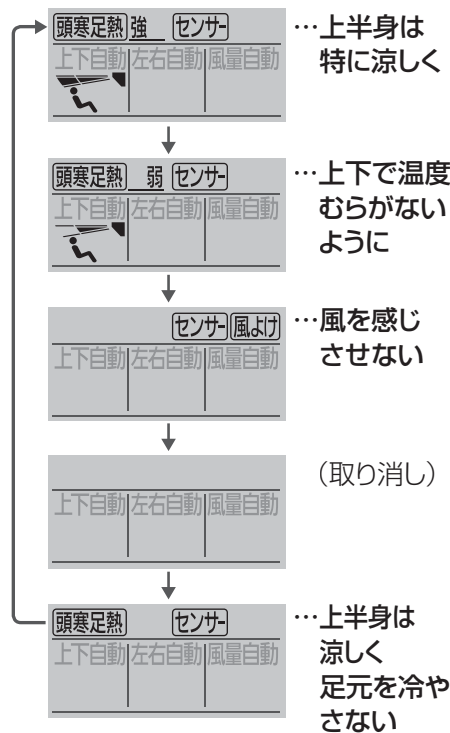 頭寒足熱 強 センサー …上半身は
上下自動 左右自動 風量自動 特に涼しく
頭寒足熱 弱 センサー …上下で温度
上下自動 左右自動 風量自動 むらがない
ように
センサー 風よけ …風を感じ
上下自動 左右自動 風量自動 させない
(取り消し)
上下自動 左右自動 風量自動
頭寒足熱 センサー …上半身は
上下自動 左右自動 風量自動 涼しく
足元を冷や
さない